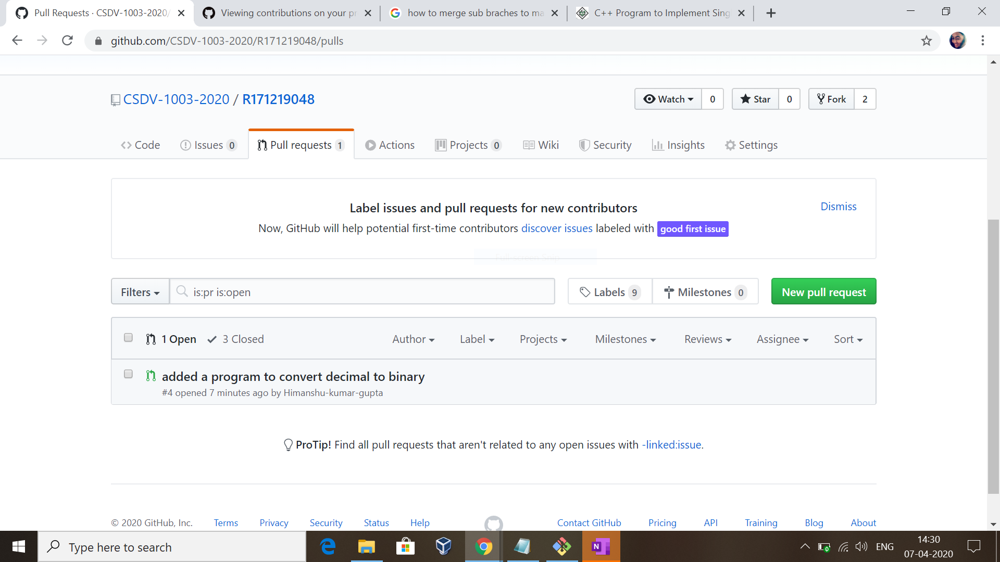 Pull Requests · CSDV-1003-2020/
Viewing contributions on your pr
how to merge sub braches to ma
C++ Program to Implement Sing
github.com/CSDV-1003-2020/R171219048/pulls
CSDV-1003-2020 / R171219048
Watch 0
Star 0
Fork 2
Code
Issues 0
Pull requests 1
Actions
Projects 0
Wiki
Security
Insights
Settings
Label issues and pull requests for new contributors
Dismiss
Now, GitHub will help potential first-time contributors discover issues labeled with good first issue
Full-screen Snip
Filters
is:pr is:open
Labels 9
Milestones 0
New pull request
1 Open
3 Closed
Author
Label
Projects
Milestones
Reviews
Assignee
Sort
added a program to convert decimal to binary
#4 opened 7 minutes ago by Himanshu-kumar-gupta
ProTip! Find all pull requests that aren't related to any open issues with -linked:issue.
© 2020 GitHub, Inc.
Terms
Privacy
Security
Status
Help
Contact GitHub
Pricing
API
Training
Blog
About
Type here to search
N
ENG
14:30
07-04-2020